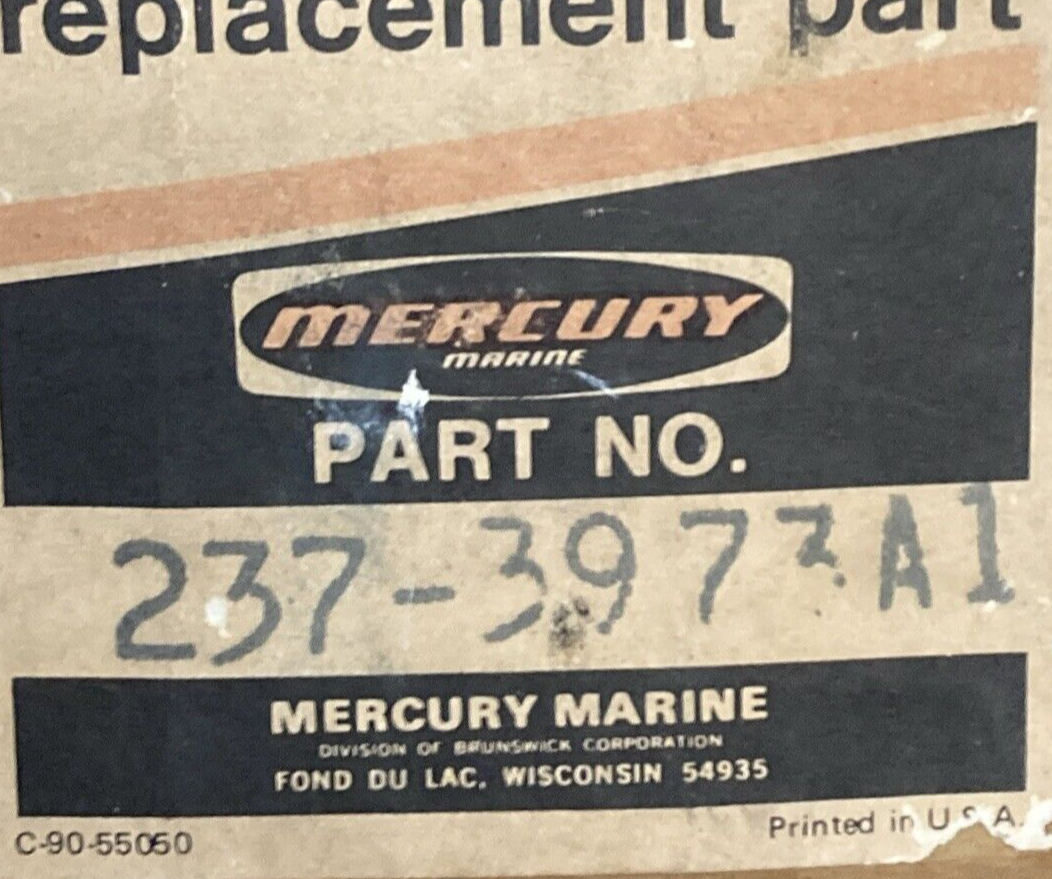 replacement part
MERCURY
MARINE
PART NO.
237-3973A1
MERCURY MARINE
DIVISION OF BRUNSWICK CORPORATION
FOND DU LAC, WISCONSIN 54935
C-90-55050
Printed in U.S.A.